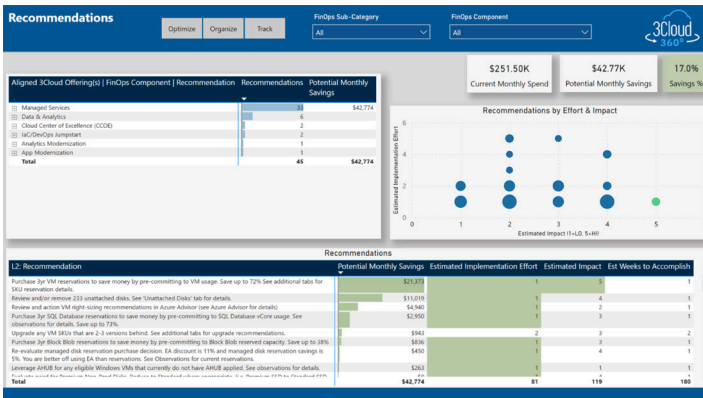 Recommendations
Optimize
Organize
Track
FinOps Sub-Category
All
FinOps Component
All
3Cloud
360°
$251.50K
Current Monthly Spend
$42.77K
Potential Monthly Savings
17.0%
Savings %
Aligned 3Cloud Offering(s) | FinOps Component | Recommendation Recommendations Potential Monthly
Savings
Managed Services 33 $42,774
Data & Analytics 6
Cloud Center of Excellence (CCOE) 2
IaC/DevOps Jumpstart 2
Analytics Modernization 1
App Modernization 1
Total 45 $42,774
Recommendations by Effort & Impact
Estimated Implementation Effort
6
4
2
0
0 1 2 3 4 5
Estimated Impact (1=LO, 5=HI)
Recommendations
L2: Recommendation Potential Monthly Savings Estimated Implementation Effort Estimated Impact Est Weeks to Accomplish
Purchase 3yr VM reservations to save money by pre-committing to VM usage. Save up to 72% See additional tabs for $21,373 1 5 1
SKU reservation details.
Review and/or remove 233 unattached disks. See 'Unattached Disks' tab for details. $11,019 1 4 1
Review and action VM right-sizing recommendations in Azure Advisor (see Azure Advisor for details) $4,940 1 2 1
Purchase 3yr SQL Database reservations to save money by pre-committing to SQL Database vCore usage. See $2,950 1 3 1
observations for details. Save up to 73%.
Upgrade any VM SKUs that are 2-3 versions behind. See additional tabs for upgrade recommendations. $943 2 3 2
Purchase 3yr Block Blob reservations to save money by pre-committing to Block Blob reserved capacity. Save up to 38% $836 1 3 1
Re-evaluate managed disk reservation purchase decision. EA discount is 11% and managed disk reservation savings is $450 1 4 1
5%. You are better off using EA than reservations. See Observations for current reservations.
Leverage AHUB for any eligible Windows VMs that currently do not have AHUB applied. See observations for details. $263 1 1 1
Total $42,774 81 119 180